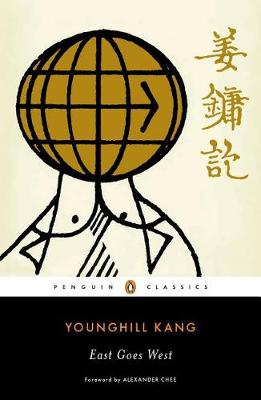 姜鏞訖
PENGUIN CLASSICS
YOUNGHILL KANG
East Goes West
Foreword by ALEXANDER CHEE